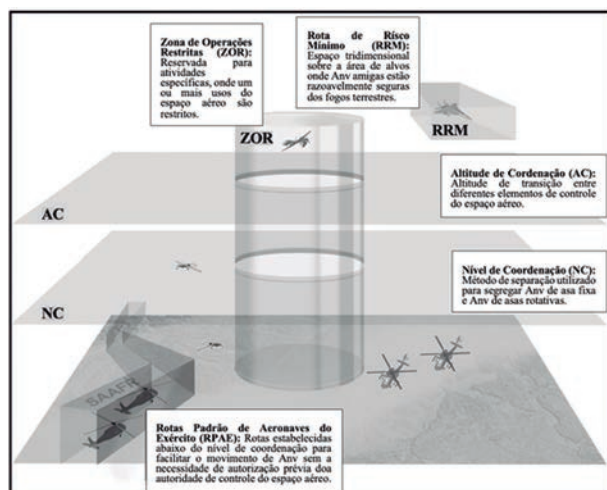 Zona de Operações
Restritas (ZOR):
Reservada para
atividades
específicas, onde um
ou mais usos do
espaço aéreo são
restritos.
Rota de Risco
Mínimo (RRM):
Espaço tridimensional
sobre a área de alvos
onde Anv amigas estão
razoavelmente seguras
dos fogos terrestres.
ZOR
RRM
Altitude de Cordenação (AC):
Altitude de transição entre
diferentes elementos de controle
do espaço aéreo.
AC
Nível de Coordenação (NC):
Método de separação utilizado
para segregar Anv de asa fixa
e Anv de asas rotativas.
NC
SAAFR
Rotas Padrão de Aeronaves do
Exército (RPAE): Rotas estabelecidas
abaixo do nível de coordenação para
facilitar o movimento de Anv sem a
necessidade de autorização prévia doa
autoridade de controle do espaço aéreo.